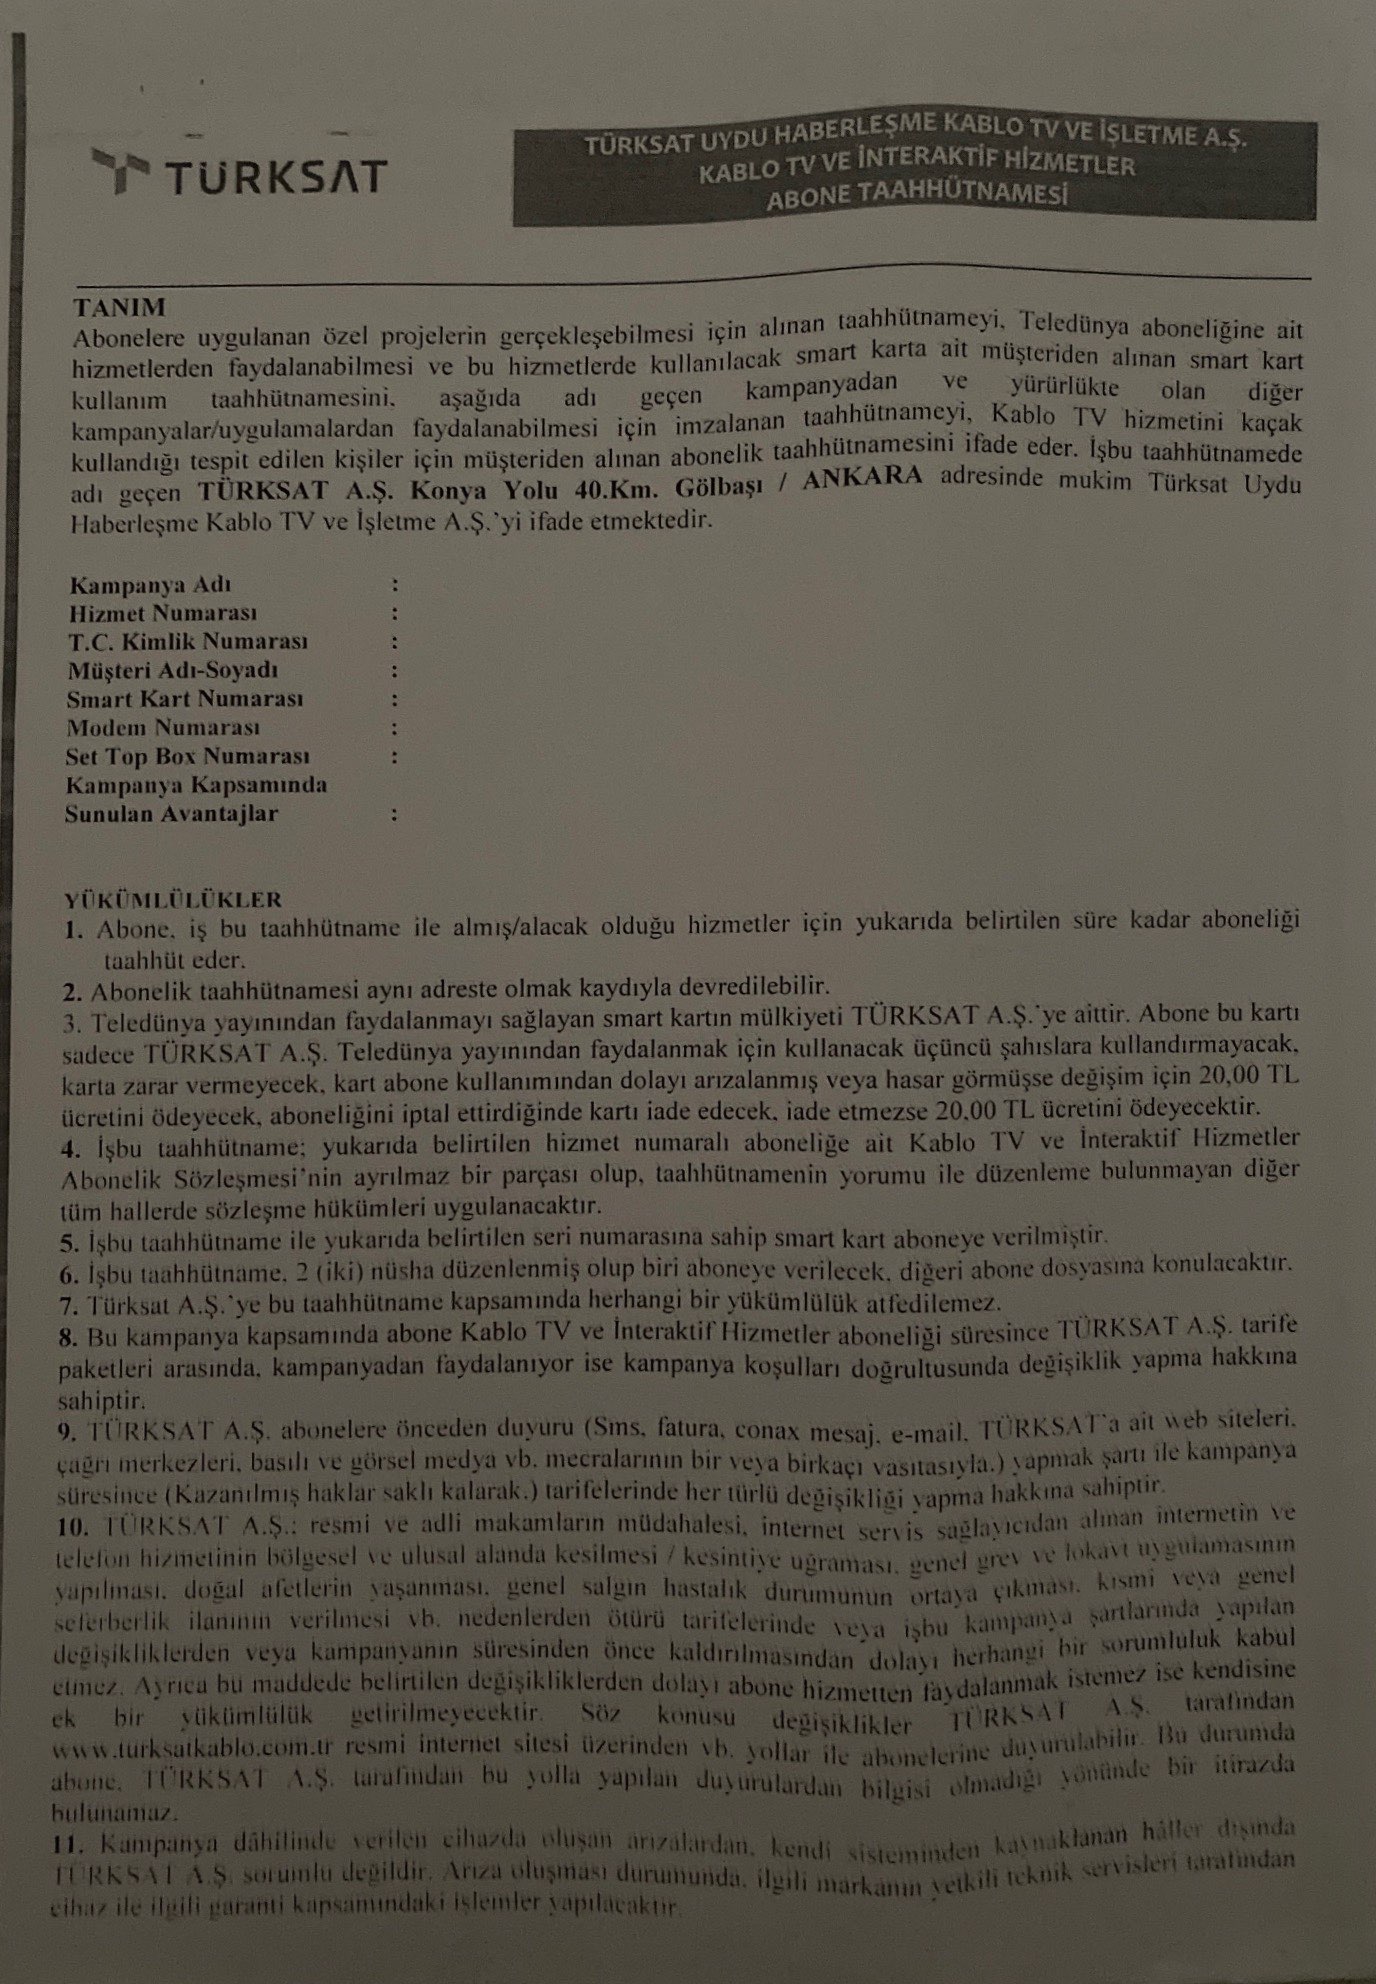 TÜRKSAT
TÜRKSAT UYDU HABERLEŞME KABLO TV VE İŞLETME A.Ş.
KABLO TV VE İNTERAKTİF HİZMETLER
ABONE TAAHHÜTNAMESİ
TANIM
Abonelere uygulanan özel projelerin gerçekleşebilmesi için alınan taahhütnameyi, Teledünya aboneliğine ait
hizmetlerden faydalanabilmesi ve bu hizmetlerde kullanılacak smart karta ait müşteriden alınan smart kart
kullanım taahhütnamesini, aşağıda adı geçen kampanyadan ve yürürlükte olan diğer
kampanyalar/uygulamalardan faydalanabilmesi için imzalanan taahhütnameyi, Kablo TV hizmetini kaçak
kullandığı tespit edilen kişiler için müşteriden alınan abonelik taahhütnamesini ifade eder. İşbu taahhütnamede
adı geçen TÜRKSAT A.Ş. Konya Yolu 40.Km. Gölbaşı / ANKARA adresinde mukim Türksat Uydu
Haberleşme Kablo TV ve İşletme A.Ş.'yi ifade etmektedir.
Kampanya Adı :
Hizmet Numarası :
T.C. Kimlik Numarası :
Müşteri Adı-Soyadı :
Smart Kart Numarası :
Modem Numarası :
Set Top Box Numarası :
Kampanya Kapsamında
Sunulan Avantajlar :
YÜKÜMLÜLÜKLER
1. Abone, iş bu taahhütname ile almış/alacak olduğu hizmetler için yukarıda belirtilen süre kadar aboneliği
taahhüt eder.
2. Abonelik taahhütnamesi aynı adreste olmak kaydıyla devredilebilir.
3. Teledünya yayınından faydalanmayı sağlayan smart kartın mülkiyeti TÜRKSAT A.Ş.'ye aittir. Abone bu kartı
sadece TÜRKSAT A.Ş. Teledünya yayınından faydalanmak için kullanacak üçüncü şahıslara kullandırmayacak,
karta zarar vermeyecek, kart abone kullanımından dolayı arızalanmış veya hasar görmüşse değişim için 20,00 TL
ücretini ödeyecek, aboneliğini iptal ettirdiğinde kartı iade edecek, iade etmezse 20,00 TL ücretini ödeyecektir.
4. İşbu taahhütname; yukarıda belirtilen hizmet numaralı aboneliğe ait Kablo TV ve İnteraktif Hizmetler
Abonelik Sözleşmesi'nin ayrılmaz bir parçası olup, taahhütnamenin yorumu ile düzenleme bulunmayan diğer
tüm hallerde sözleşme hükümleri uygulanacaktır.
5. İşbu taahhütname ile yukarıda belirtilen seri numarasına sahip smart kart aboneye verilmiştir.
6. İşbu taahhütname, 2 (iki) nüsha düzenlenmiş olup biri aboneye verilecek, diğeri abone dosyasına konulacaktır.
7. Türksat A.Ş.'ye bu taahhütname kapsamında herhangi bir yükümlülük atfedilemez.
8. Bu kampanya kapsamında abone Kablo TV ve İnteraktif Hizmetler aboneliği süresince TÜRKSAT A.Ş. tarife
paketleri arasında, kampanyadan faydalanıyor ise kampanya koşulları doğrultusunda değişiklik yapma hakkına
sahiptir.
9. TÜRKSAT A.Ş. abonelere önceden duyuru (Sms, fatura, conax mesaj, e-mail, TÜRKSAT'a ait web siteleri,
çağrı merkezleri, basılı ve görsel medya vb. mecralarının bir veya birkaçı vasıtasıyla.) yapmak şartı ile kampanya
süresince (Kazanılmış haklar saklı kalarak.) tarifelerinde her türlü değişikliği yapma hakkına sahiptir.
10. TÜRKSAT A.Ş.; resmi ve adli makamların müdahalesi, internet servis sağlayıcıdan alınan internetin ve
telefon hizmetinin bölgesel ve ulusal alanda kesilmesi / kesintiye uğraması, genel grev ve lokavt uygulamasının
yapılması, doğal afetlerin yaşanması, genel salgın hastalık durumunun ortaya çıkması, kısmi veya genel
seferberlik ilanının verilmesi vb. nedenlerden ötürü tarifelerinde veya işbu kampanya şartlarında yapılan
değişikliklerden veya kampanyanın süresinden önce kaldırılmasından dolayı herhangi bir sorumluluk kabul
etmez. Ayrıca bu maddede belirtilen değişikliklerden dolayı abone hizmetten faydalanmak istemez ise kendisine
ek bir yükümlülük getirilmeyecektir. Söz konusu değişiklikler TÜRKSAT A.Ş. tarafından
www.turksatkablo.com.tr resmi internet sitesi üzerinden vb. yollar ile abonelerine duyurulabilir. Bu durumda
abone, TÜRKSAT A.Ş. tarafından bu yolla yapılan duyurulardan bilgisi olmadığı yönünde bir itirazda
bulunamaz.
11. Kampanya dâhilinde verilen cihazda oluşan arızalardan, kendi sisteminden kaynaklanan hâller dışında
TÜRKSAT A.Ş. sorumlu değildir. Arıza oluşması durumunda, ilgili markanın yetkili teknik servisleri tarafından
cihaz ile ilgili garanti kapsamındaki işlemler yapılacaktır.